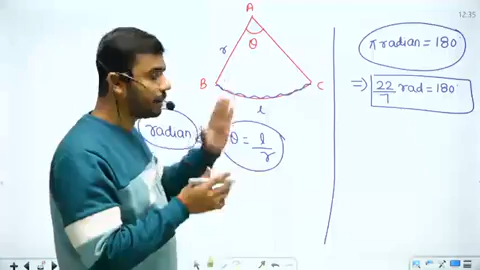 A
r
θ
B
C
l
radian
θ = l/r
π radian = 180
⇒ 22/7 rad = 180
12:35